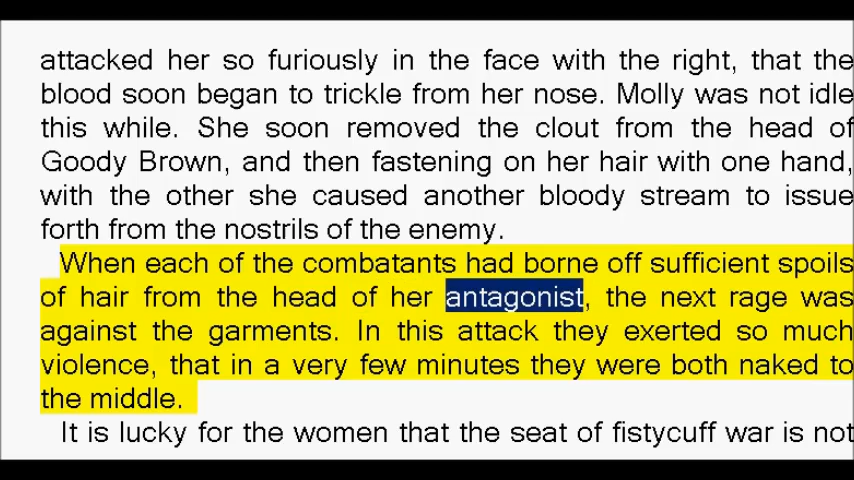 attacked her so furiously in the face with the right, that the
blood soon began to trickle from her nose. Molly was not idle
this while. She soon removed the clout from the head of
Goody Brown, and then fastening on her hair with one hand,
with the other she caused another bloody stream to issue
forth from the nostrils of the enemy.
When each of the combatants had borne off sufficient spoils
of hair from the head of her antagonist, the next rage was
against the garments. In this attack they exerted so much
violence, that in a very few minutes they were both naked to
the middle.
It is lucky for the women that the seat of fistycuff war is not